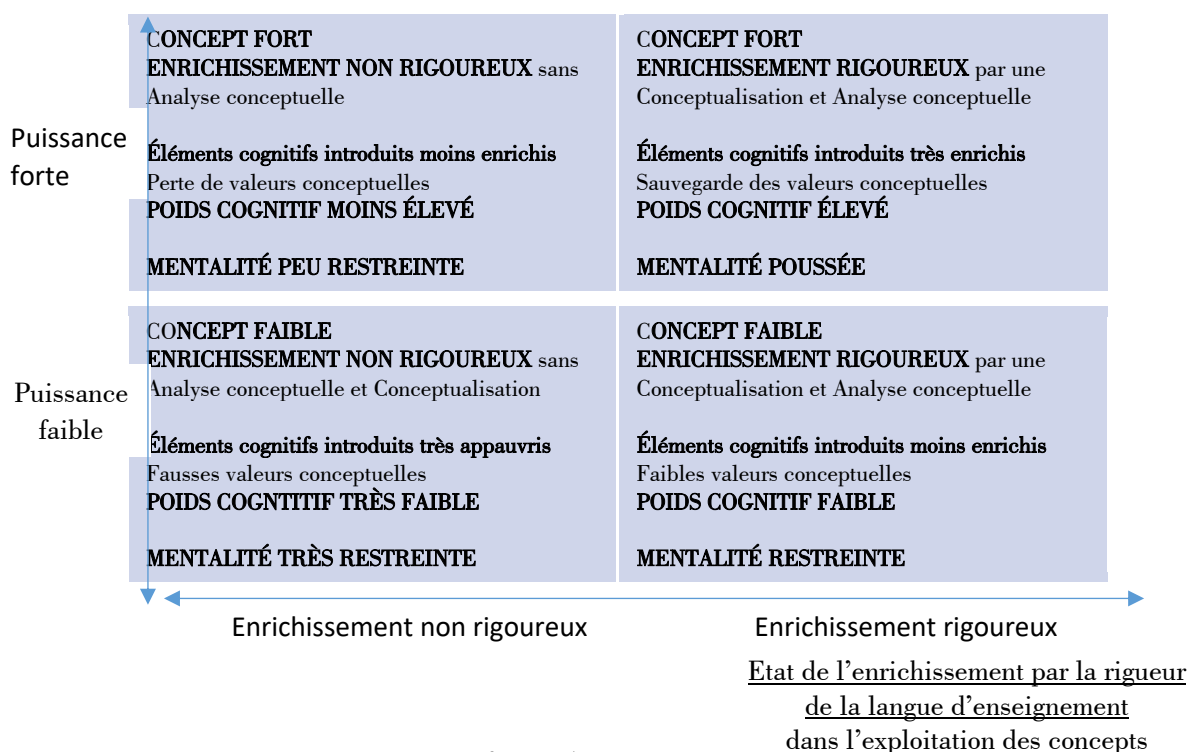 Puissance
forte
CONCEPT FORT
ENRICHISSEMENT NON RIGOUREUX sans
Analyse conceptuelle
Éléments cognitifs introduits moins enrichis
Perte de valeurs conceptuelles
POIDS COGNITIF MOINS ÉLEVÉ
MENTALITÉ PEU RESTREINTE
CONCEPT FORT
ENRICHISSEMENT RIGOUREUX par une
Conceptualisation et Analyse conceptuelle
Éléments cognitifs introduits très enrichis
Sauvegarde des valeurs conceptuelles
POIDS COGNITIF ÉLEVÉ
MENTALITÉ POUSSÉE
Puissance
faible
CONCEPT FAIBLE
ENRICHISSEMENT NON RIGOUREUX sans
Analyse conceptuelle et Conceptualisation
Éléments cognitifs introduits très appauvris
Fausses valeurs conceptuelles
POIDS COGNTITIF TRÈS FAIBLE
MENTALITÉ TRÈS RESTREINTE
CONCEPT FAIBLE
ENRICHISSEMENT RIGOUREUX par une
Conceptualisation et Analyse conceptuelle
Éléments cognitifs introduits moins enrichis
Faibles valeurs conceptuelles
POIDS COGNITIF FAIBLE
MENTALITÉ RESTREINTE
Enrichissement non rigoureux
Enrichissement rigoureux
Etat de l’enrichissement par la rigueur
de la langue d’enseignement
dans l’exploitation des concepts